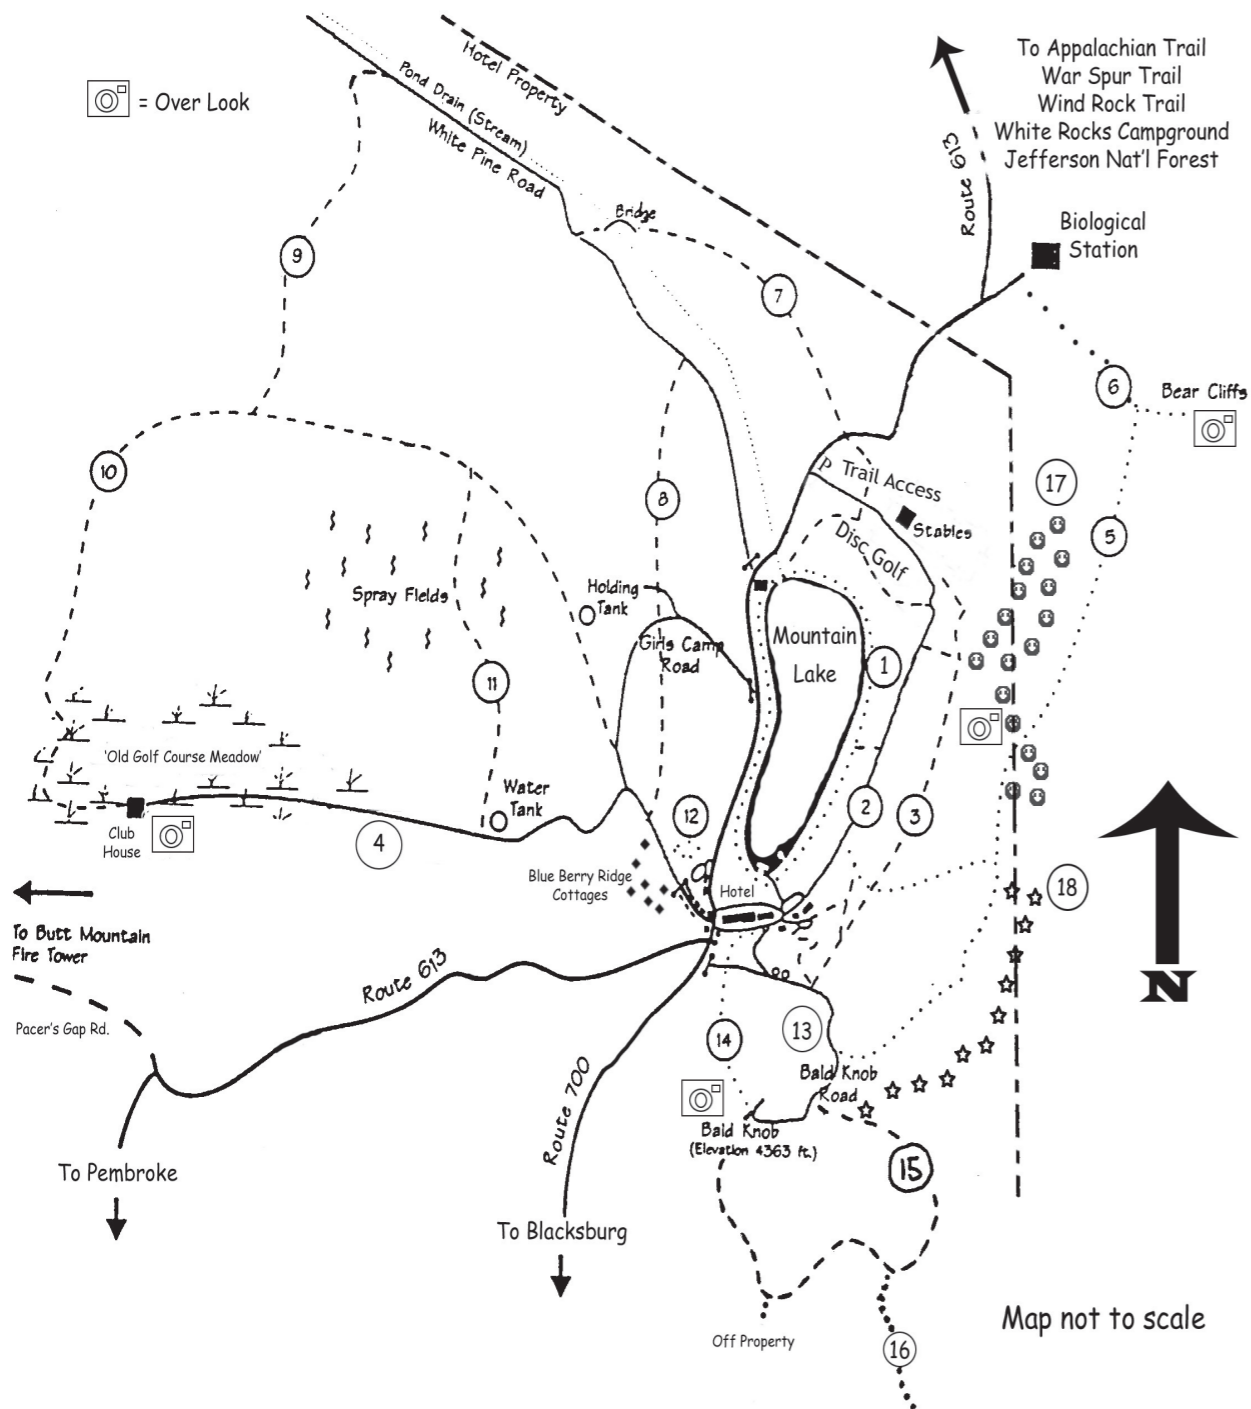 = Over Look
Hotel Property
Pond Drain (Stream)
White Pine Road
To Appalachian Trail
War Spur Trail
Wind Rock Trail
White Rocks Campground
Jefferson Nat'l Forest
Route 613
Biological
Station
Bridge
9
7
6
Bear Cliffs
10
8
P Trail Access
Stables
Disc Golf
17
5
Spray Fields
Holding
Tank
Girls Camp
Road
Mountain
Lake
1
11
'Old Golf Course Meadow'
Water
Tank
Club
House
4
12
2
3
Blue Berry Ridge
Cottages
Hotel
18
To Butt Mountain
Fire Tower
Route 613
Pacer's Gap Rd.
N
14
13
Bald Knob
Road
Route 700
Bald Knob
(Elevation 4363 ft.)
15
To Pembroke
To Blacksburg
Off Property
Map not to scale
16